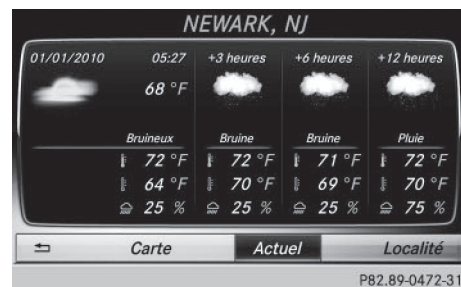 NEWARK, NJ
01/01/2010 05:27 +3 heures +6 heures +12 heures
68 °F
Bruineux Bruine Bruine Pluie
72 °F 72 °F 71 °F 72 °F
64 °F 70 °F 69 °F 70 °F
25 % 25 % 25 % 75 %
Carte Actuel Localité
P82.89-0472-31